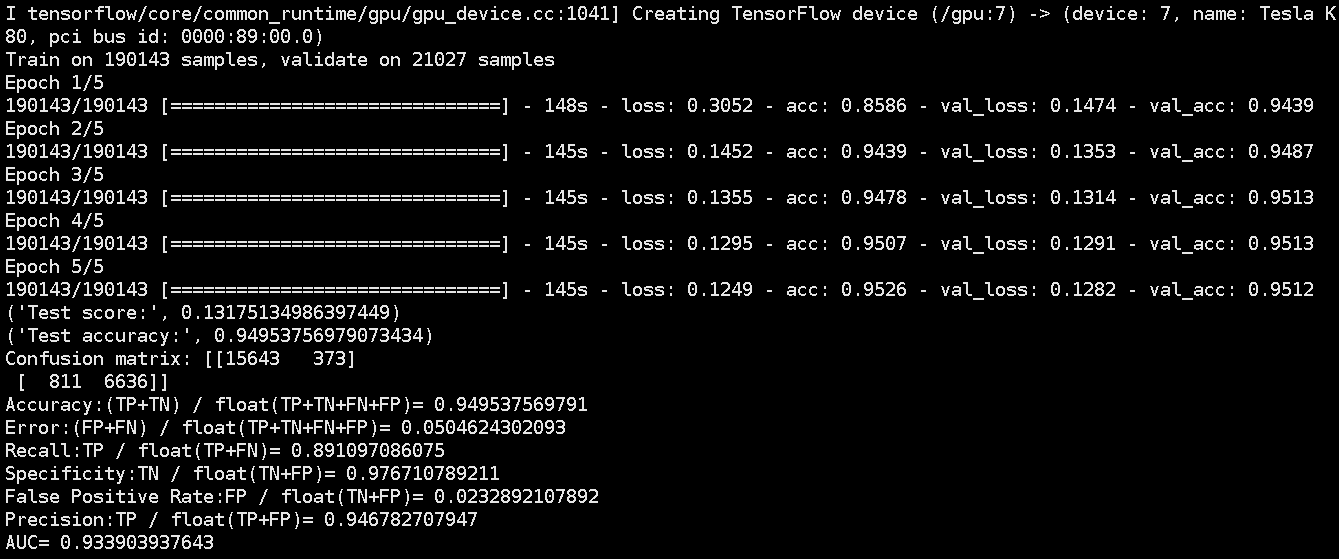 I tensorflow/core/common_runtime/gpu/gpu_device.cc:1041] Creating TensorFlow device (/gpu:7) -> (device: 7, name: Tesla K
80, pci bus id: 0000:89:00.0)
Train on 190143 samples, validate on 21027 samples
Epoch 1/5
190143/190143 [==============================] - 148s - loss: 0.3052 - acc: 0.8586 - val_loss: 0.1474 - val_acc: 0.9439
Epoch 2/5
190143/190143 [==============================] - 145s - loss: 0.1452 - acc: 0.9439 - val_loss: 0.1353 - val_acc: 0.9487
Epoch 3/5
190143/190143 [==============================] - 145s - loss: 0.1355 - acc: 0.9478 - val_loss: 0.1314 - val_acc: 0.9513
Epoch 4/5
190143/190143 [==============================] - 145s - loss: 0.1295 - acc: 0.9507 - val_loss: 0.1291 - val_acc: 0.9513
Epoch 5/5
190143/190143 [==============================] - 145s - loss: 0.1249 - acc: 0.9526 - val_loss: 0.1282 - val_acc: 0.9512
('Test score:', 0.13175134986397449)
('Test accuracy:', 0.94953756979073434)
Confusion matrix: [[15643   373]
 [  811  6636]]
Accuracy:(TP+TN) / float(TP+TN+FN+FP)= 0.949537569791
Error:(FP+FN) / float(TP+TN+FN+FP)= 0.0504624302093
Recall:TP / float(TP+FN)= 0.891097086075
Specificity:TN / float(TN+FP)= 0.976710789211
False Positive Rate:FP / float(TN+FP)= 0.0232892107892
Precision:TP / float(TP+FP)= 0.946782707947
AUC= 0.933903937643